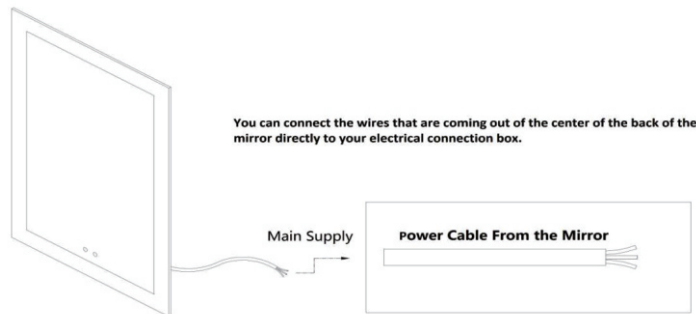 You can connect the wires that are coming out of the center of the back of the
mirror directly to your electrical connection box.
Main Supply
Power Cable From the Mirror